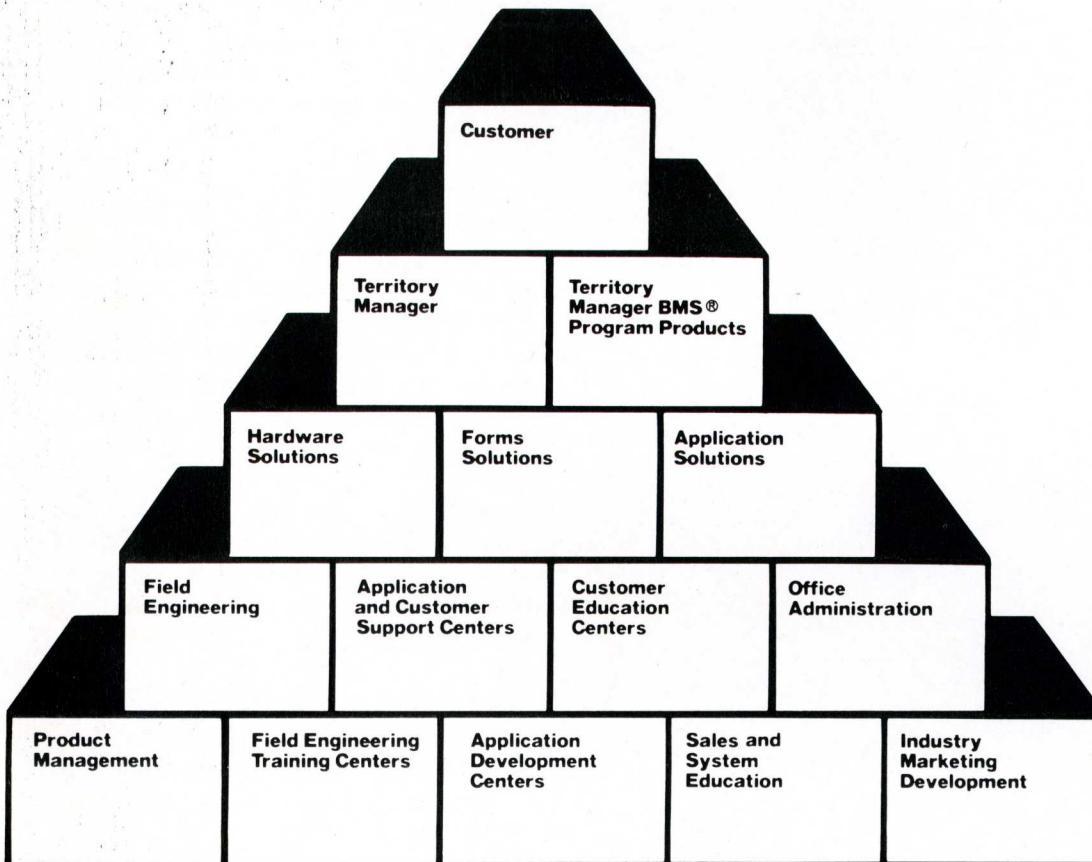 Customer
Territory
Manager
Territory
Manager BMS®
Program Products
Hardware
Solutions
Forms
Solutions
Application
Solutions
Field
Engineering
Application
and Customer
Support Centers
Customer
Education
Centers
Office
Administration
Product
Management
Field Engineering
Training Centers
Application
Development
Centers
Sales and
System
Education
Industry
Marketing
Development